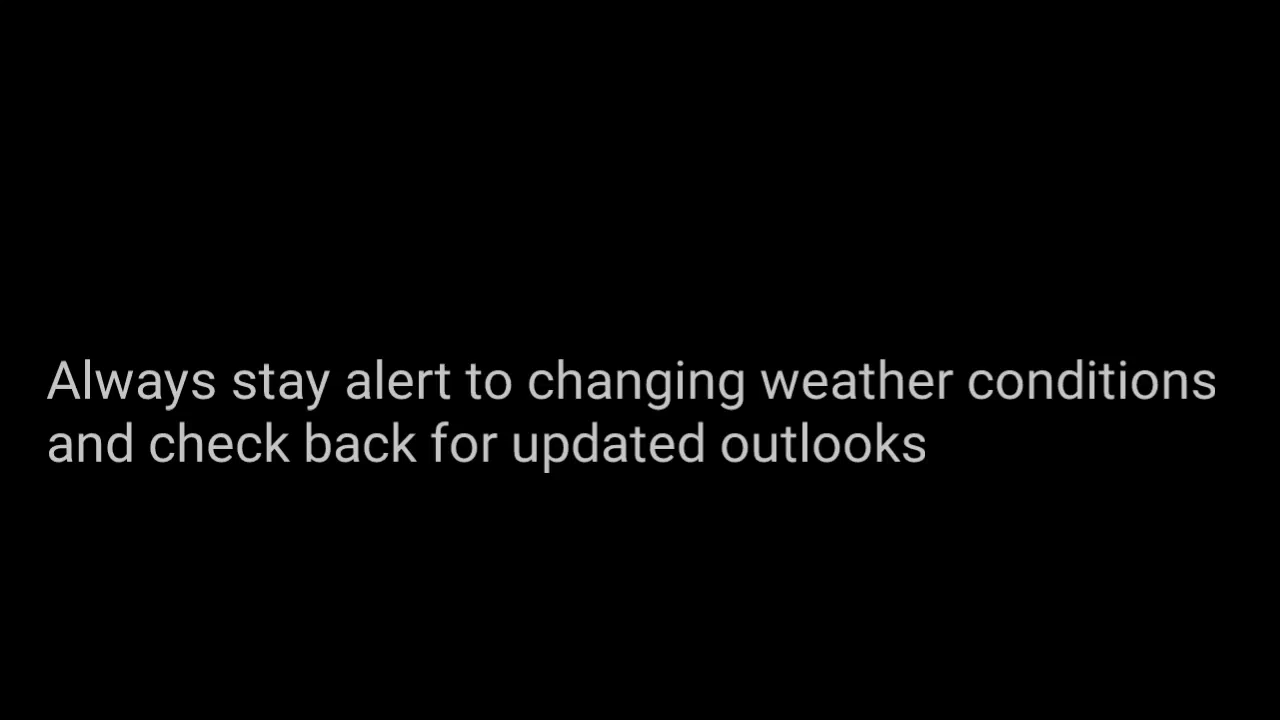 Always stay alert to changing weather conditions
and check back for updated outlooks